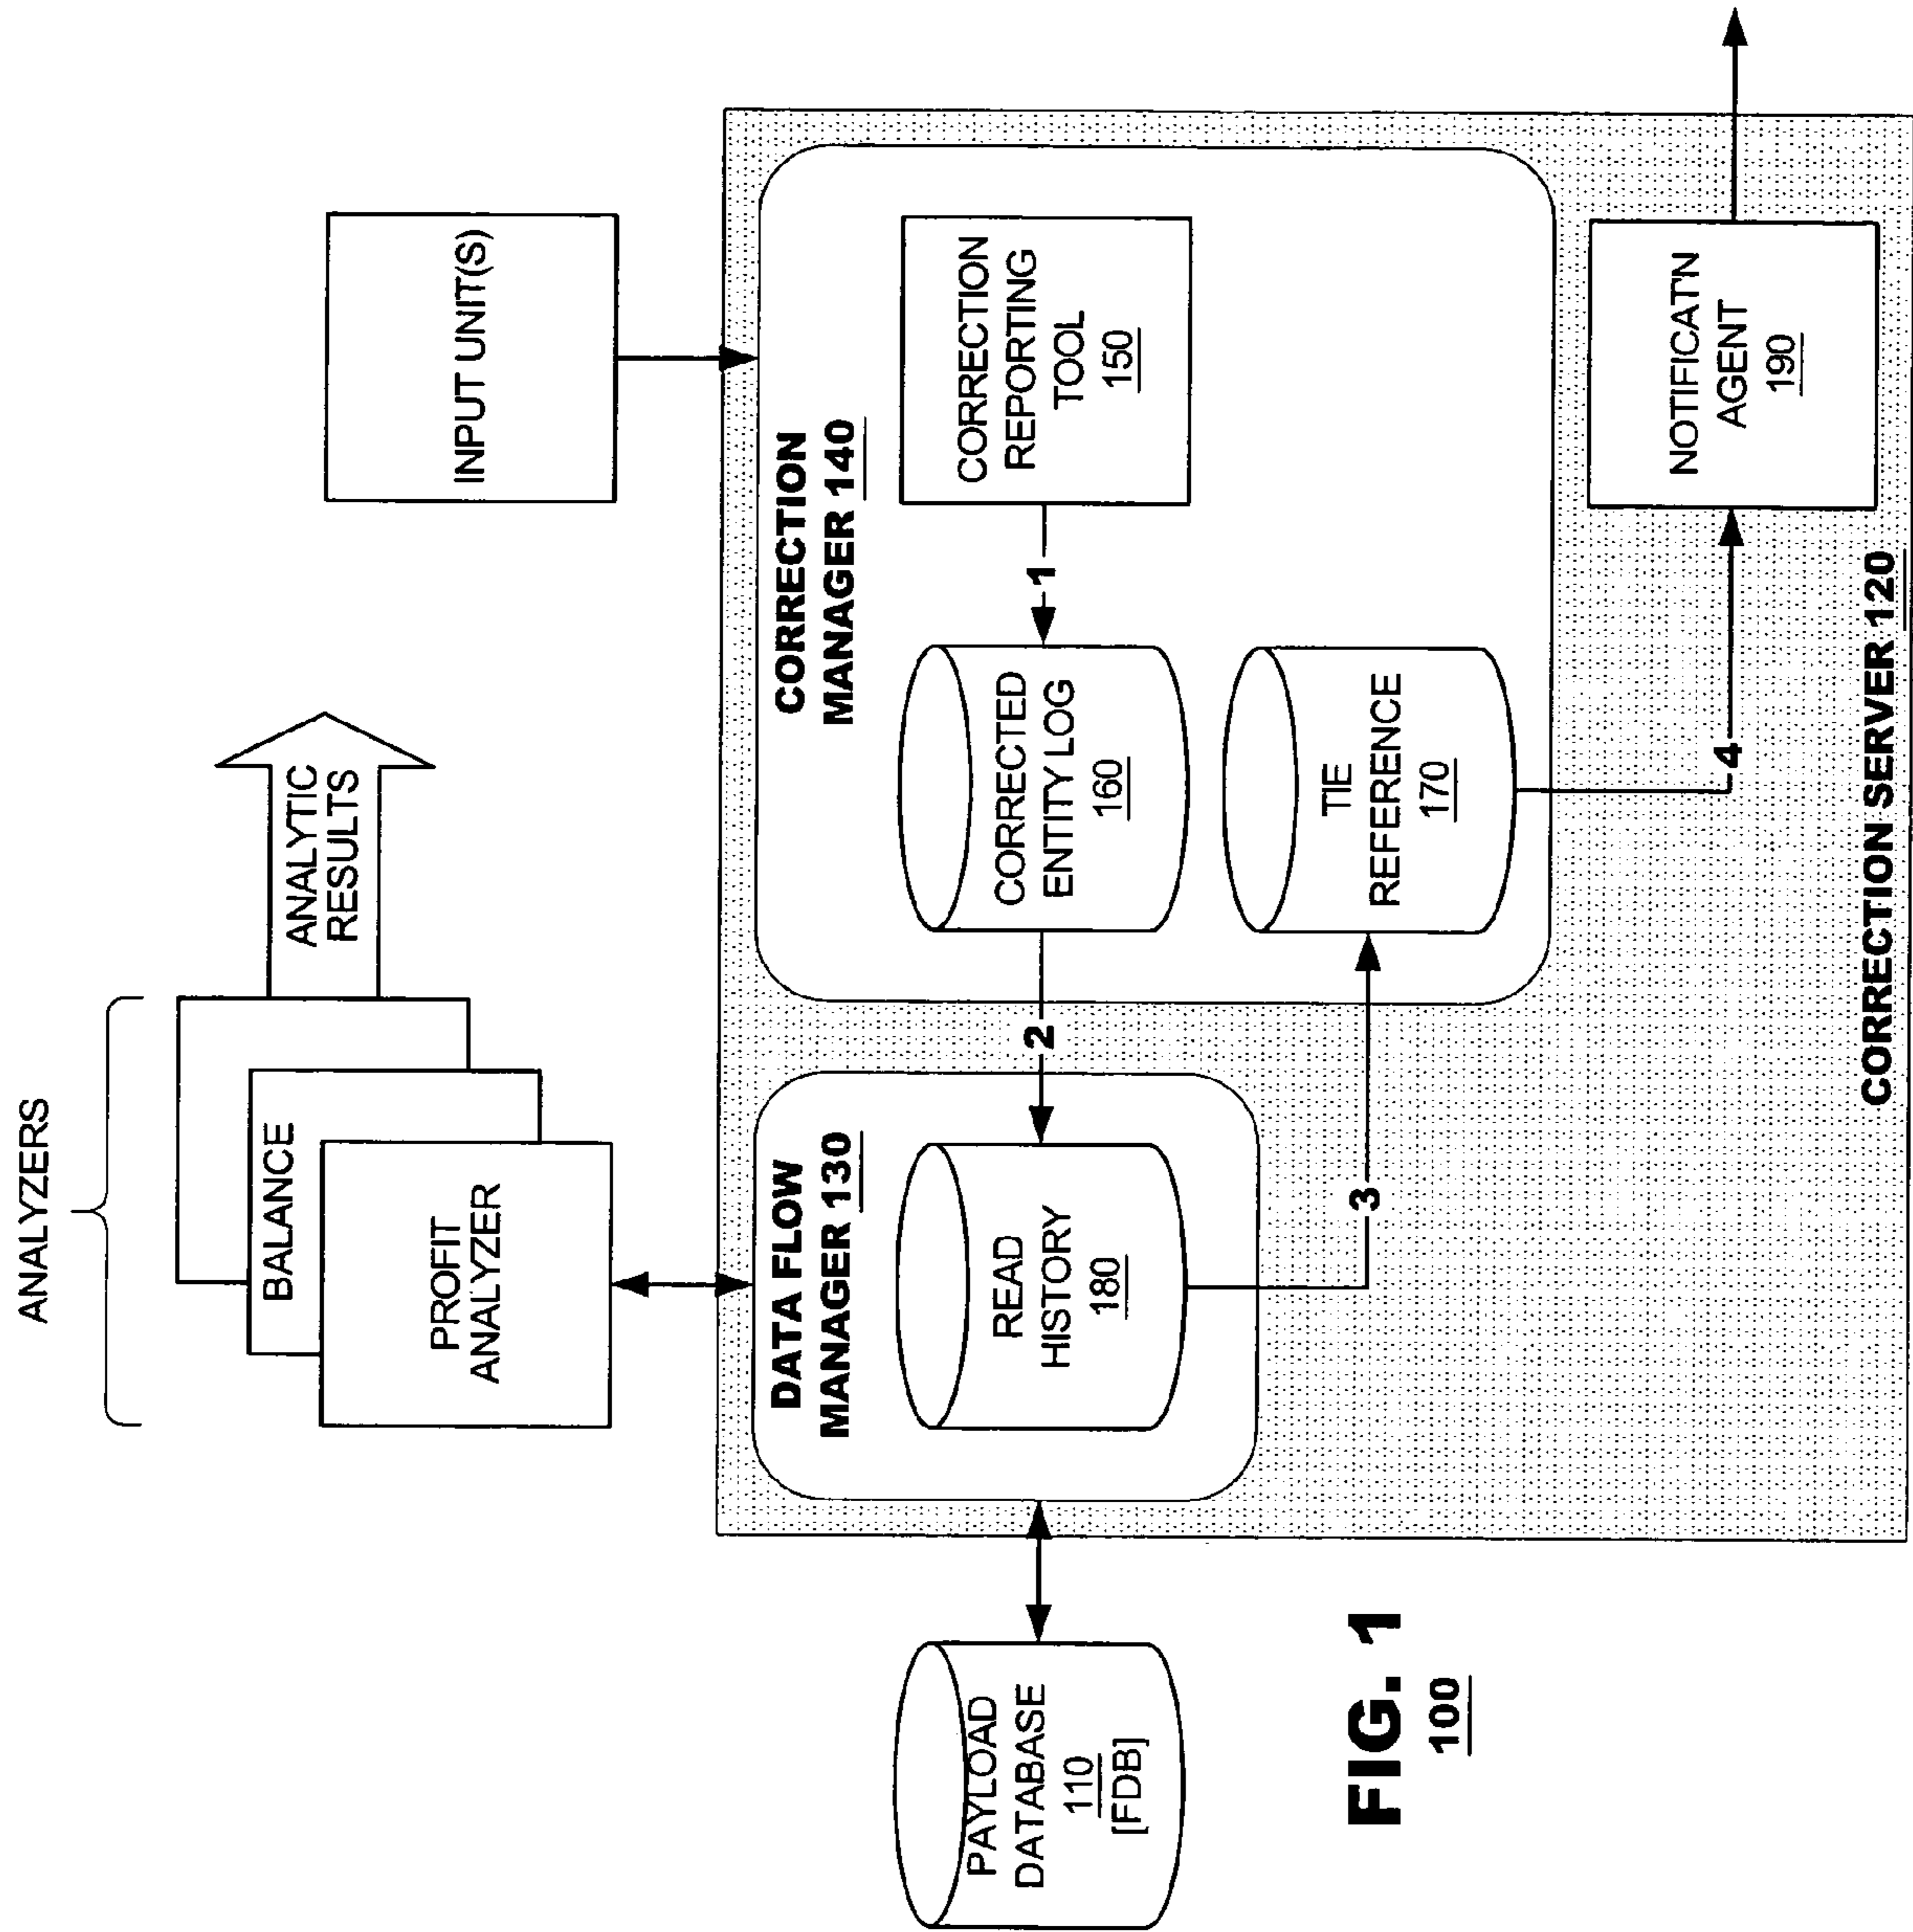 ANALYZERS
BALANCE
PROFIT
ANALYZER
ANALYTIC
RESULTS
INPUT UNIT(S)
DATA FLOW
MANAGER 130
READ
HISTORY
180
CORRECTION
MANAGER 140
CORRECTION
REPORTING
TOOL
150
1
CORRECTED
ENTITY LOG
160
2
TIE
REFERENCE
170
3
4
NOTIFICATN
AGENT
190
CORRECTION SERVER 120
PAYLOAD
DATABASE
110
[FDB]
FIG. 1
100